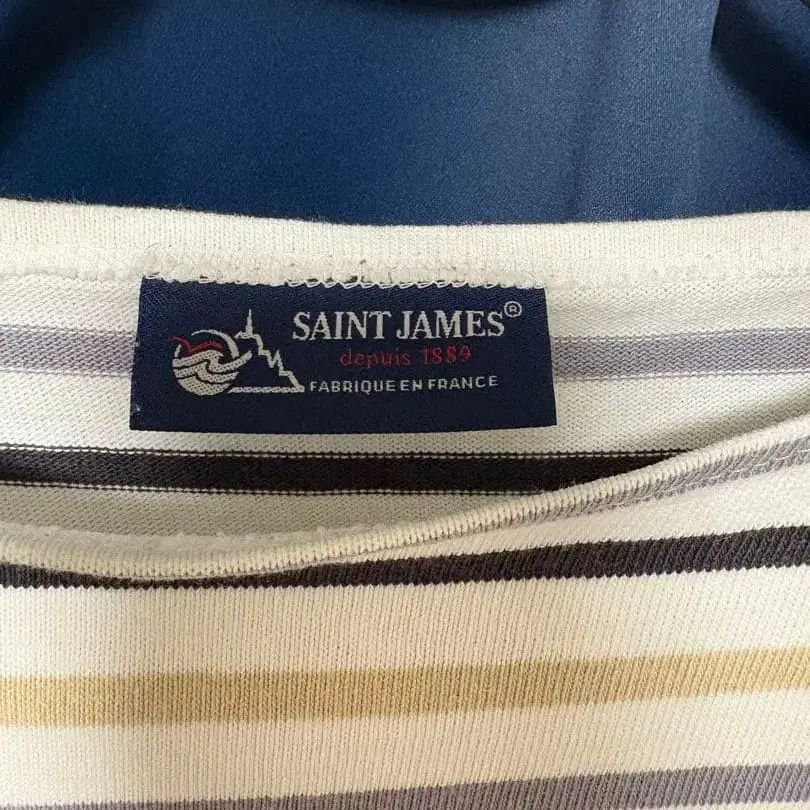 SAINT JAMES®
depuis 1889
FABRIQUE EN FRANCE